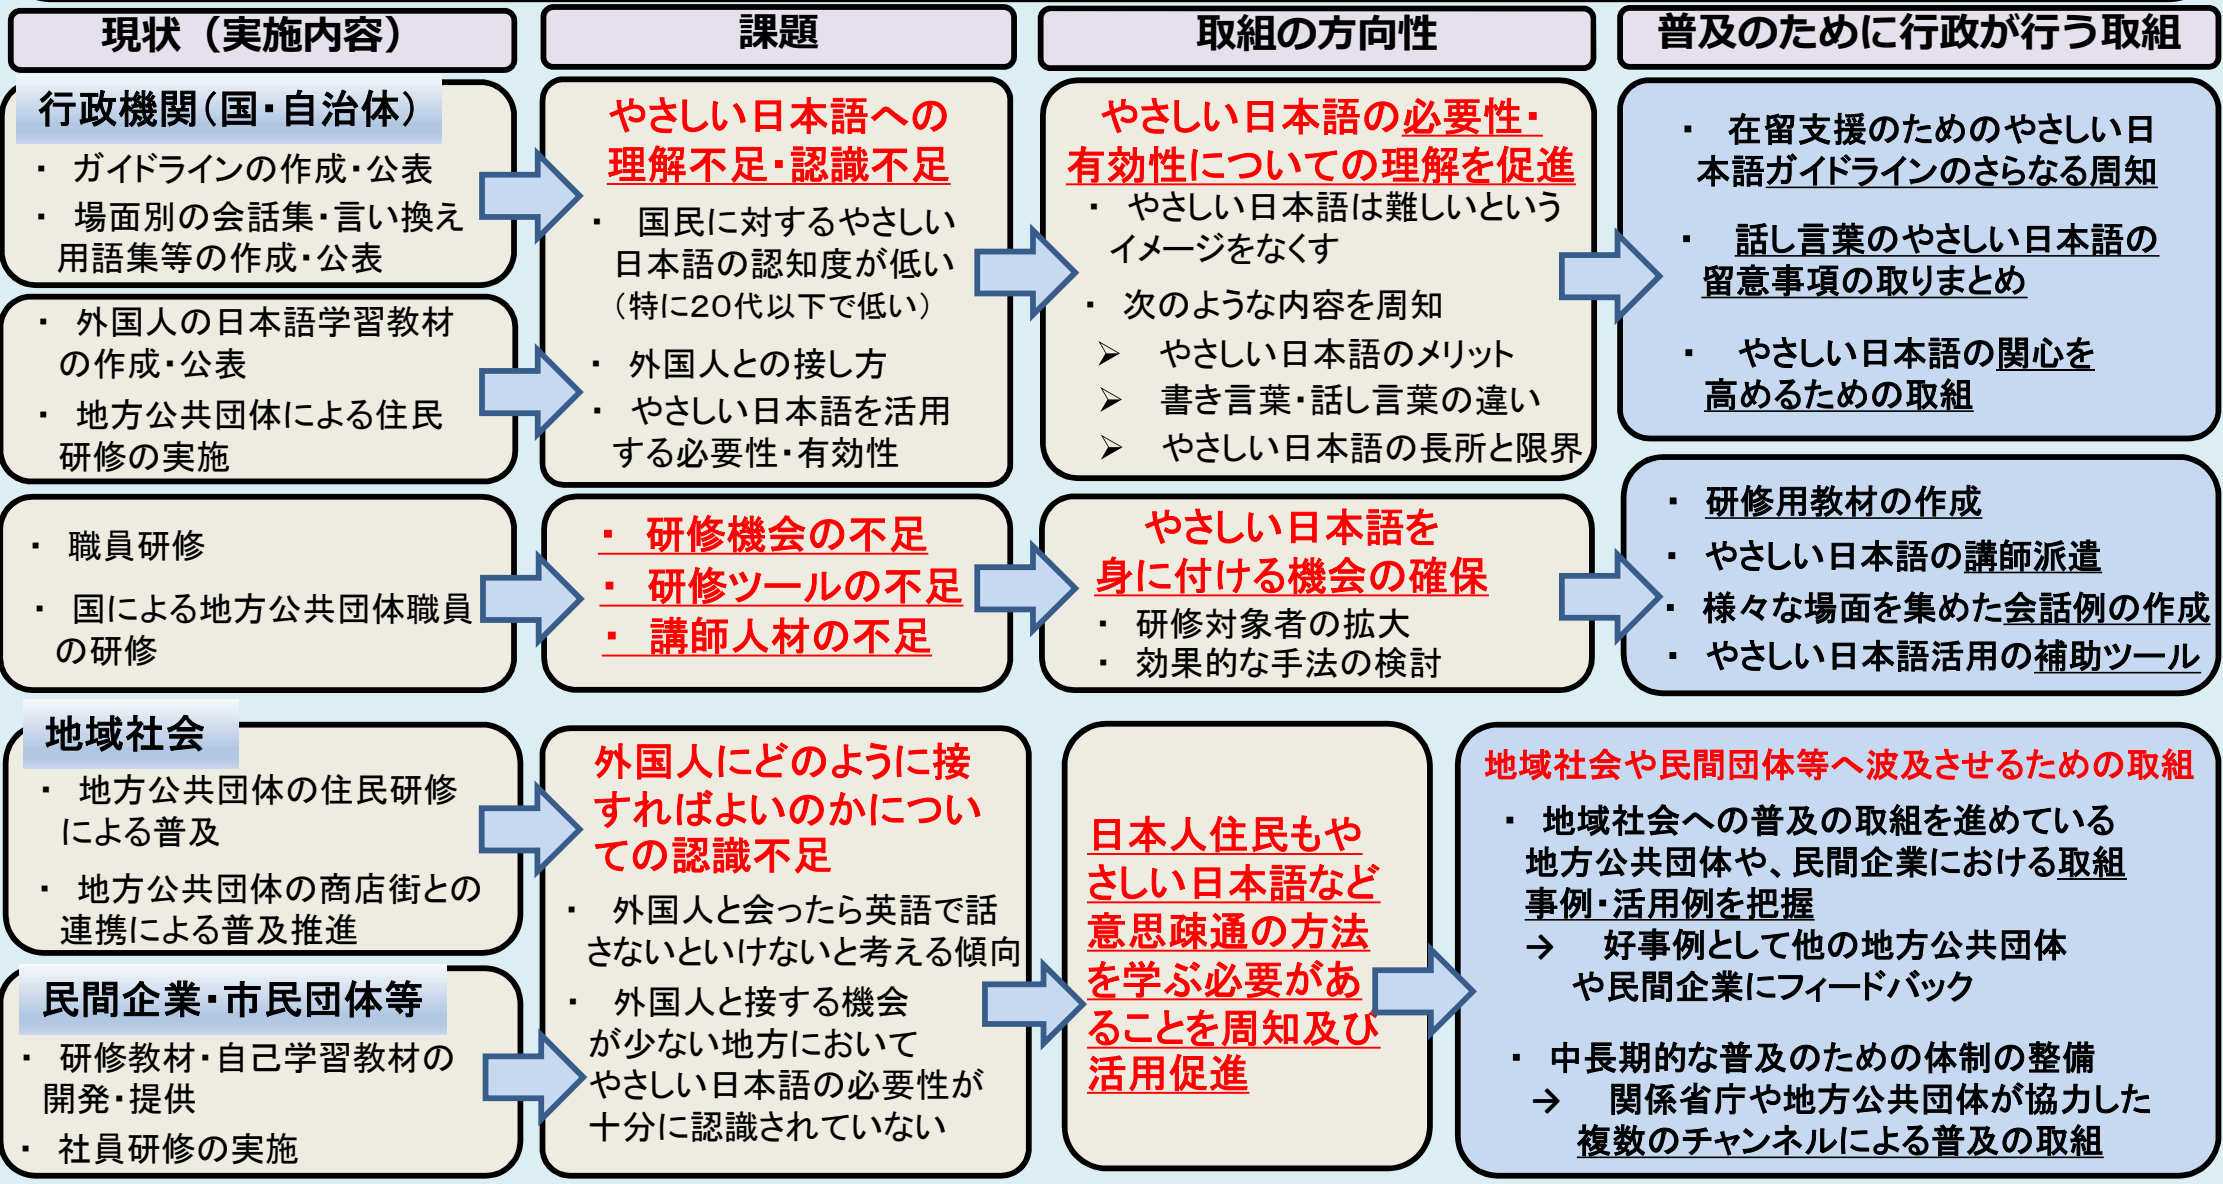 現状（実施内容）
課題
取組の方向性
普及のために行政が行う取組
行政機関（国・自治体）
・ ガイドラインの作成・公表
・ 場面別の会話集・言い換え
用語集等の作成・公表
・ 外国人の日本語学習教材
の作成・公表
・ 地方公共団体による住民
研修の実施
やさしい日本語への
理解不足・認識不足
・ 国民に対するやさしい
日本語の認知度が低い
（特に２０代以下で低い）
・ 外国人との接し方
・ やさしい日本語を活用
する必要性・有効性
やさしい日本語の必要性・
有効性についての理解を促進
・ やさしい日本語は難しいという
イメージをなくす
・ 次のような内容を周知
➢ やさしい日本語のメリット
➢ 書き言葉・話し言葉の違い
➢ やさしい日本語の長所と限界
・ 在留支援のためのやさしい日
本語ガイドラインのさらなる周知
・ 話し言葉のやさしい日本語の
留意事項の取りまとめ
・ やさしい日本語の関心を
高めるための取組
・ 職員研修
・ 国による地方公共団体職員
の研修
・ 研修機会の不足
・ 研修ツールの不足
・ 講師人材の不足
やさしい日本語を
身に付ける機会の確保
・ 研修対象者の拡大
・ 効果的な手法の検討
・ 研修用教材の作成
・ やさしい日本語の講師派遣
・ 様々な場面を集めた会話例の作成
・ やさしい日本語活用の補助ツール
地域社会
・ 地方公共団体の住民研修
による普及
・ 地方公共団体の商店街との
連携による普及推進
民間企業・市民団体等
・ 研修教材・自己学習教材の
開発・提供
・ 社員研修の実施
外国人にどのように接
すればよいのかについ
ての認識不足
・ 外国人と会ったら英語で話
さないといけないと考える傾向
・ 外国人と接する機会
が少ない地方において
やさしい日本語の必要性が
十分に認識されていない
日本人住民もや
さしい日本語など
意思疎通の方法
を学ぶ必要があ
ることを周知及び
活用促進
地域社会や民間団体等へ波及させるための取組
・ 地域社会への普及の取組を進めている
地方公共団体や、民間企業における取組
事例・活用例を把握
→ 好事例として他の地方公共団体
や民間企業にフィードバック
・ 中長期的な普及のための体制の整備
→ 関係省庁や地方公共団体が協力した
複数のチャンネルによる普及の取組